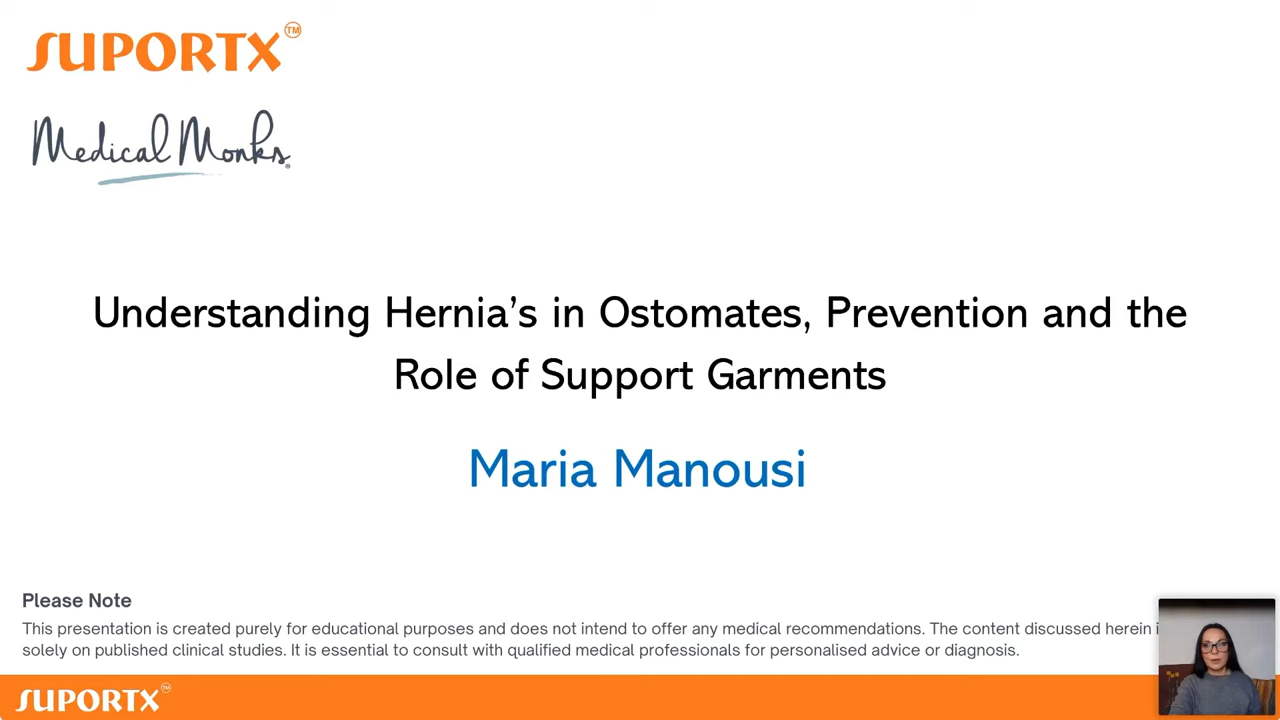 SUPORTX™
Medical Monks®
Understanding Hernia’s in Ostomates, Prevention and the
Role of Support Garments
Maria Manousi
Please Note
This presentation is created purely for educational purposes and does not intend to offer any medical recommendations. The content discussed herein
solely on published clinical studies. It is essential to consult with qualified medical professionals for personalised advice or diagnosis.
SUPORTX™